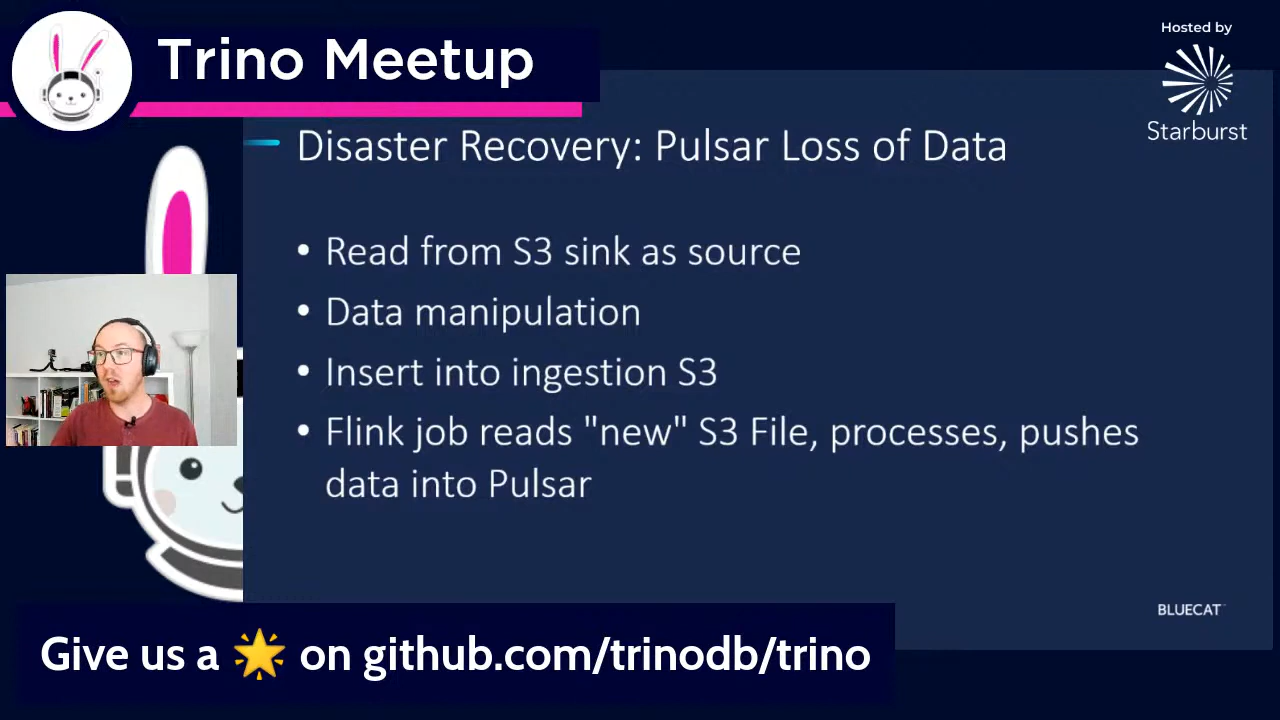 Trino Meetup
Hosted by
Starburst
Disaster Recovery: Pulsar Loss of Data
• Read from S3 sink as source
• Data manipulation
• Insert into ingestion S3
• Flink job reads "new" S3 File, processes, pushes
data into Pulsar
BLUECAT
Give us a 🌟 on github.com/trinodb/trino